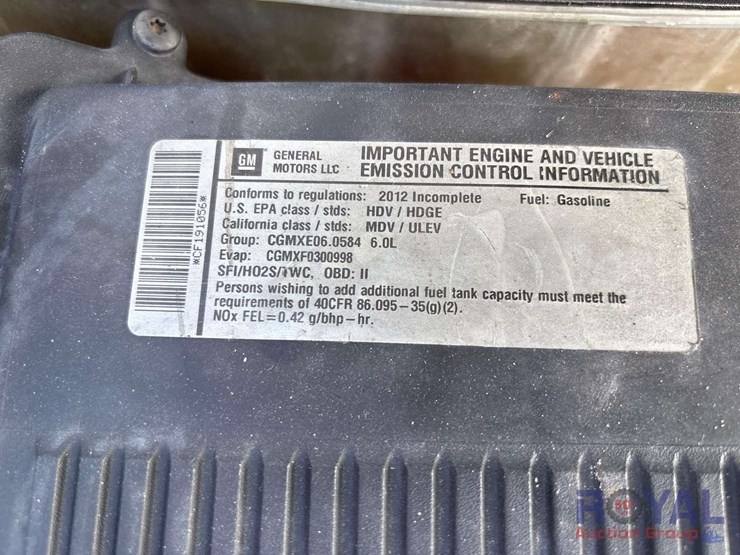 GM
GENERAL
MOTORS LLC
IMPORTANT ENGINE AND VEHICLE
EMISSION CONTROL INFORMATION
Conforms to regulations: 2012 Incomplete Fuel: Gasoline
U.S. EPA class / stds: HDV / HDGE
California class / stds: MDV / ULEV
Group: CGMXE06.0584 6.0L
Evap: CGMXF0300998
SFI/HO2S/TWC, OBD: II
Persons wishing to add additional fuel tank capacity must meet the
requirements of 40CFR 86.095-35(g)(2).
NOx FEL=0.42 g/bhp-hr.
*CF191056*
ROYAL
Auction Group